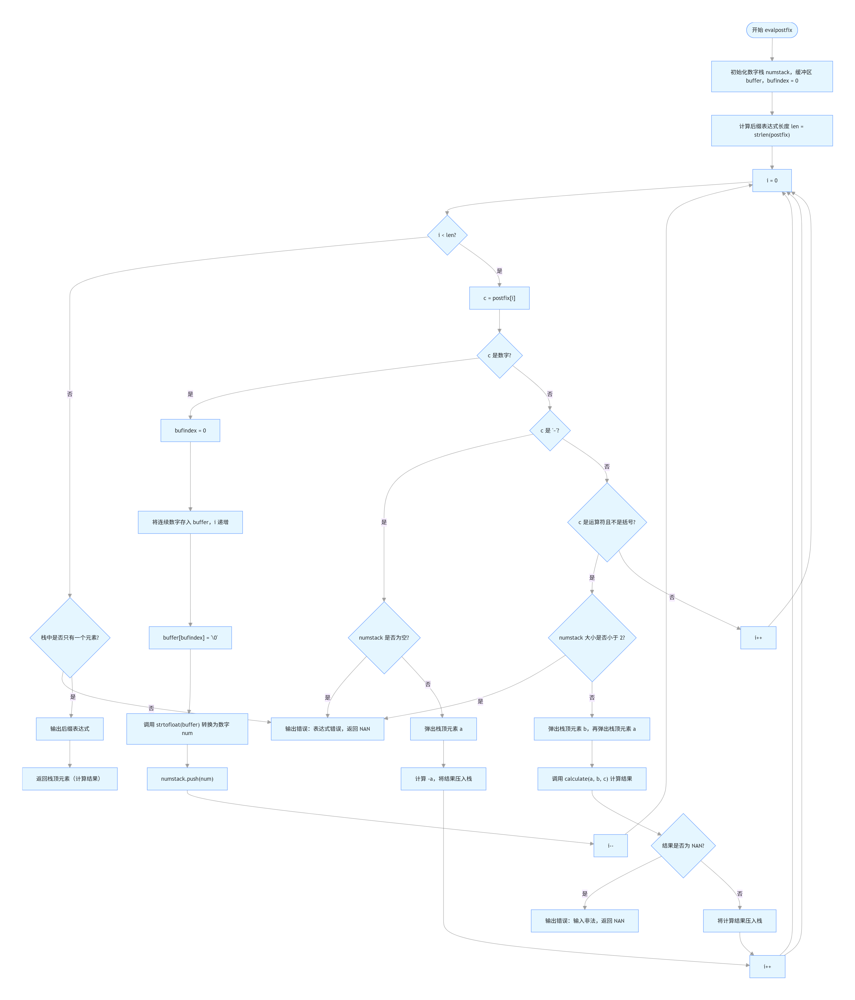 开始 evalpostfix
初始化数字栈 numstack，缓冲区
buffer，bufindex = 0
计算后缀表达式长度 len =
strlen(postfix)
i = 0
i < len?
是
c = postfix[i]
c 是数字?
否
是
否
bufindex = 0
c 是 '-'?
否
将连续数字存入 buffer，i 递增
是
c 是运算符且不是括号?
是
否
栈中是否只有一个元素?
buffer[bufindex] = '\0'
numstack 是否为空?
numstack 大小是否小于 2?
i++
是
否
是
否
否
是
输出后缀表达式
调用 strtofloat(buffer) 转换为数字
num
输出错误：表达式错误，返回 NAN
弹出栈顶元素 a
弹出栈顶元素 b，再弹出栈顶元素 a
返回栈顶元素（计算结果）
numstack.push(num)
计算 -a，将结果压入栈
调用 calculate(a, b, c) 计算结果
i--
结果是否为 NAN?
是
否
输出错误：输入非法，返回 NAN
将计算结果压入栈
i++